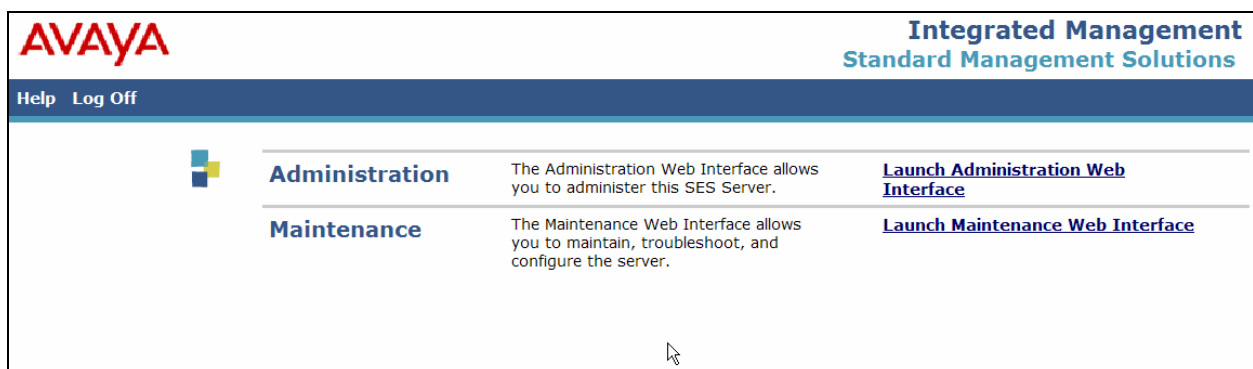 AVAYA
Integrated Management
Standard Management Solutions
Help Log Off
Administration
The Administration Web Interface allows
you to administer this SES Server.
Launch Administration Web
Interface
Maintenance
The Maintenance Web Interface allows
you to maintain, troubleshoot, and
configure the server.
Launch Maintenance Web Interface